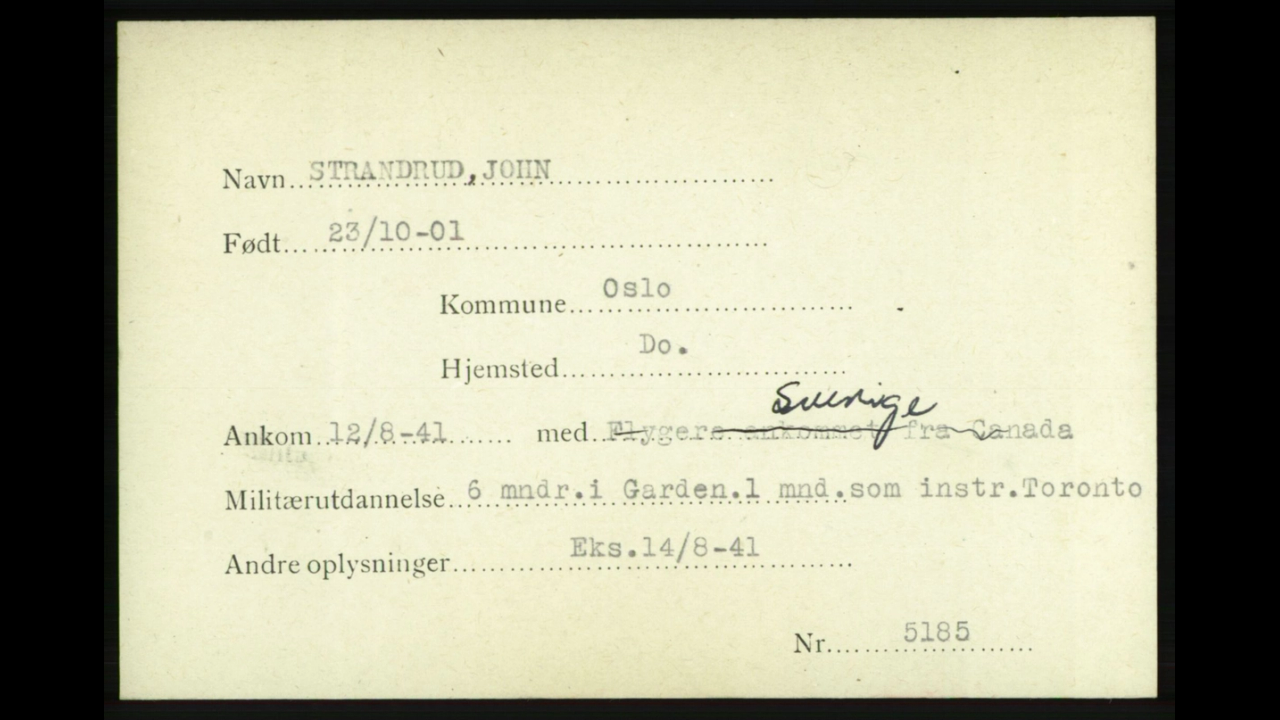 Navn STRANDRUD, JOHN
Født 23/10-01
Kommune Oslo
Hjemsted Do.
Sverige
Ankom 12/8-41 med Flygere ankommet fra Canada
Militærutdannelse 6 mndr.i Garden.1 mnd.som instr.Toronto
Andre oplysninger Eks.14/8-41
Nr. 5185